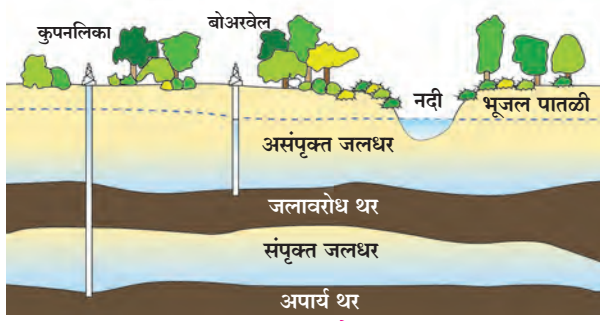 कुपनलिका
बोअरवेल
नदी
भूजल पातळी
असंपृक्त जलधर
जलावरोध थर
संपृक्त जलधर
अपार्य थर